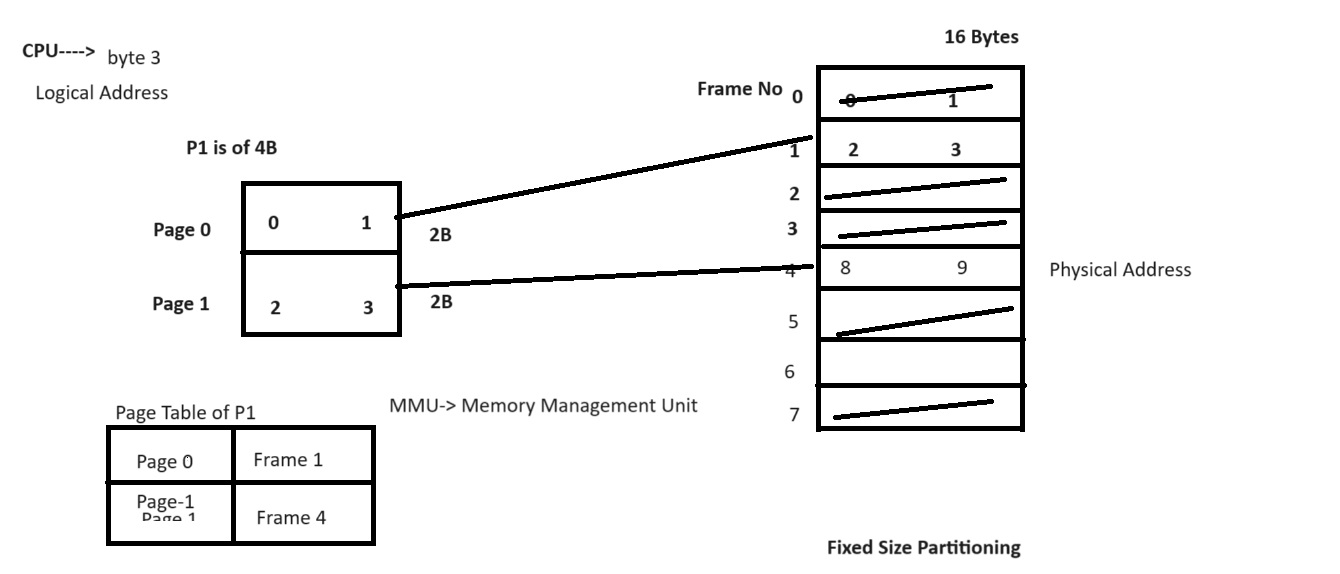 16 Bytes
CPU----> byte 3
Logical Address
Frame No 0 0 1
P1 is of 4B
1 2 3
2
Page 0 0 1 2B
3
4 8 9 Physical Address
Page 1 2 3 2B
5
6
Page Table of P1 MMU-> Memory Management Unit 7
Page 0 Frame 1
Page-1
Page 1
Frame 4
Fixed Size Partitioning